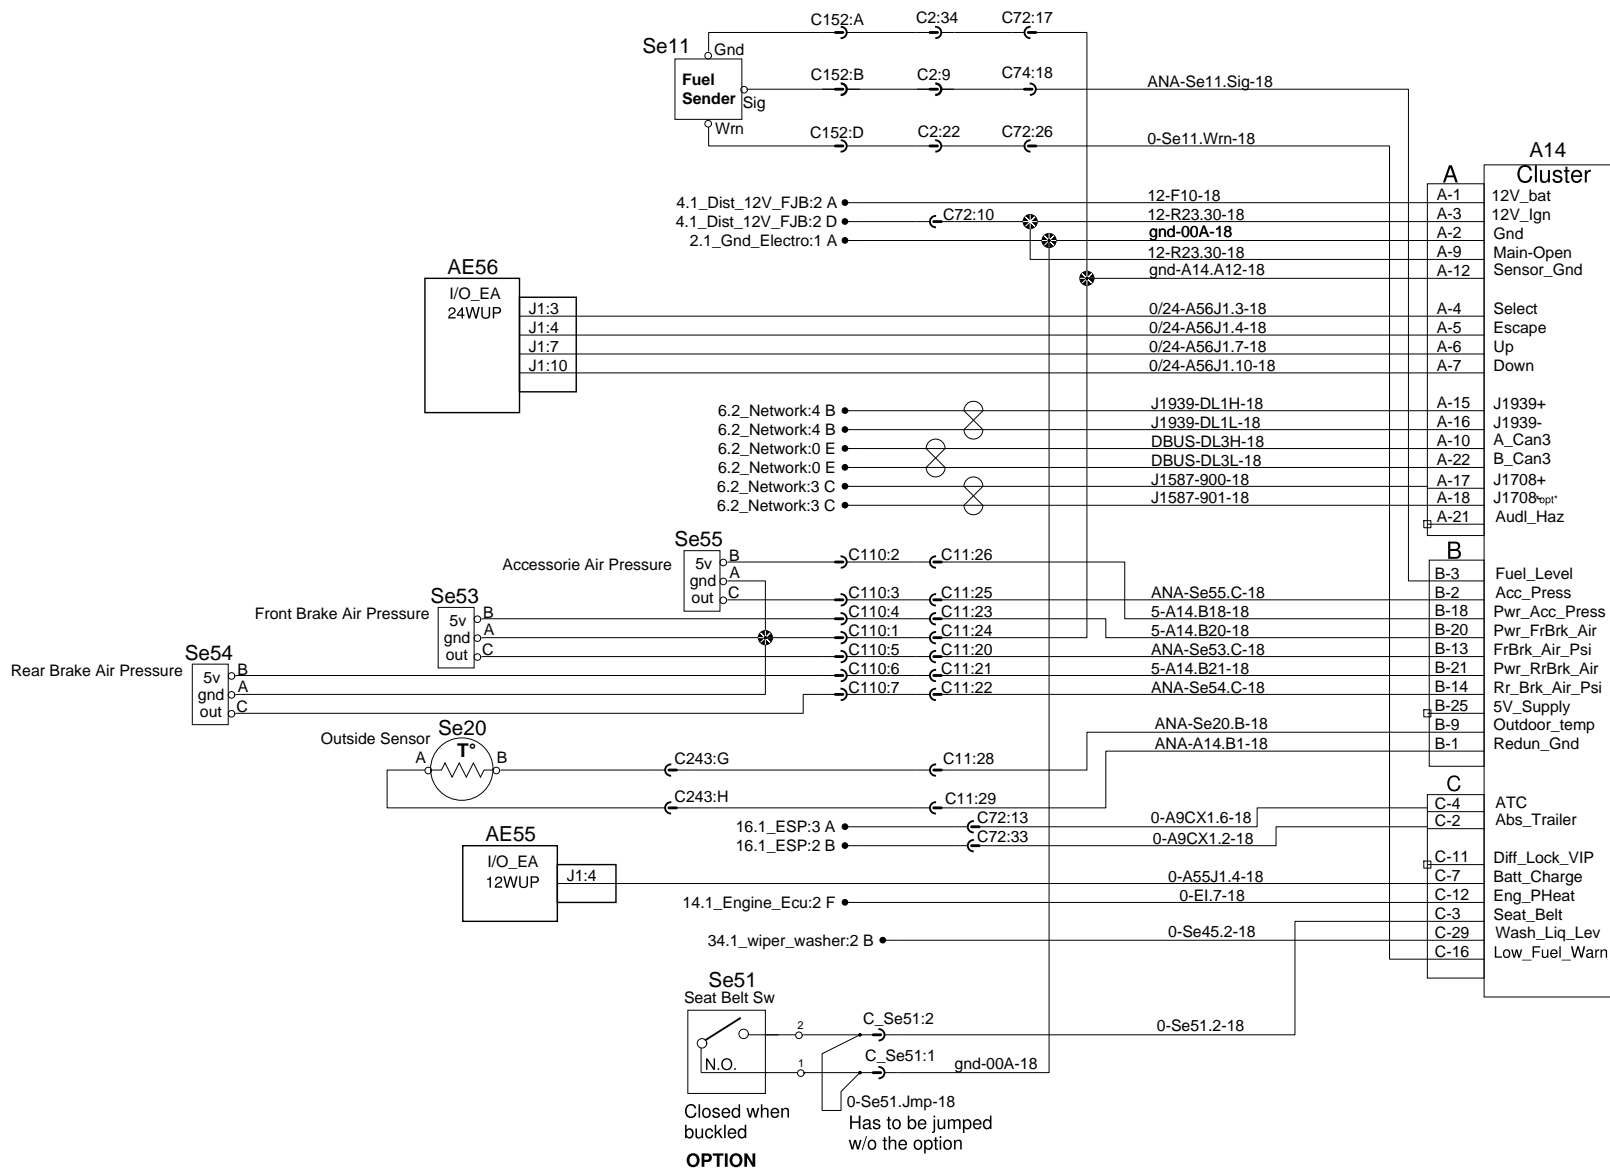 C152:A C2:34 C72:17
Se11 Gnd
Fuel
Sender
C152:B C2:9 C74:18 ANA-Se11.Sig-18
Sig
Wrn
C152:D C2:22 C72:26 0-Se11.Wrn-18
A14
A Cluster
4.1_Dist_12V_FJB:2 A 12-F10-18 A-1 12V_bat
4.1_Dist_12V_FJB:2 D C72:10 12-R23.30-18 A-3 12V_Ign
2.1_Gnd_Electro:1 A gnd-00A-18 A-2 Gnd
12-R23.30-18 A-9 Main-Open
gnd-A14.A12-18 A-12 Sensor_Gnd
AE56
I/O_EA
24WUP
J1:3 0/24-A56J1.3-18 A-4 Select
J1:4 0/24-A56J1.4-18 A-5 Escape
J1:7 0/24-A56J1.7-18 A-6 Up
J1:10 0/24-A56J1.10-18 A-7 Down
6.2_Network:4 B J1939-DL1H-18 A-15 J1939+
6.2_Network:4 B J1939-DL1L-18 A-16 J1939-
6.2_Network:0 E DBUS-DL3H-18 A-10 A_Can3
6.2_Network:0 E DBUS-DL3L-18 A-22 B_Can3
6.2_Network:3 C J1587-900-18 A-17 J1708+
6.2_Network:3 C J1587-901-18 A-18 J1708-*opt*
A-21 Audl_Haz
Se55
Accessorie Air Pressure
5v B
gnd A
out C
C110:2 C11:26
B
B-3 Fuel_Level
C110:3 C11:25 ANA-Se55.C-18 B-2 Acc_Press
Se53
Front Brake Air Pressure
5v B
gnd A
out C
C110:4 C11:23 5-A14.B18-18 B-18 Pwr_Acc_Press
C110:1 C11:24 5-A14.B20-18 B-20 Pwr_FrBrk_Air
C110:5 C11:20 ANA-Se53.C-18 B-13 FrBrk_Air_Psi
Se54
Rear Brake Air Pressure
5v B
gnd A
out C
C110:6 C11:21 5-A14.B21-18 B-21 Pwr_RrBrk_Air
C110:7 C11:22 ANA-Se54.C-18 B-14 Rr_Brk_Air_Psi
B-25 5V_Supply
ANA-Se20.B-18 B-9 Outdoor_temp
ANA-A14.B1-18 B-1 Redun_Gnd
Se20
Outside Sensor
T°
A B
C243:G C11:28
C243:H C11:29
C
16.1_ESP:3 A C72:13 0-A9CX1.6-18 C-4 ATC
16.1_ESP:2 B C72:33 0-A9CX1.2-18 C-2 Abs_Trailer
AE55
I/O_EA
12WUP
C-11 Diff_Lock_VIP
J1:4 0-A55J1.4-18 C-7 Batt_Charge
14.1_Engine_Ecu:2 F 0-EI.7-18 C-12 Eng_PHeat
C-3 Seat_Belt
34.1_wiper_washer:2 B 0-Se45.2-18 C-29 Wash_Liq_Lev
C-16 Low_Fuel_Warn
Se51
Seat Belt Sw
2 C_Se51:2 0-Se51.2-18
N.O.
1 C_Se51:1 gnd-00A-18
0-Se51.Jmp-18
Closed when
buckled
Has to be jumped
w/o the option
OPTION